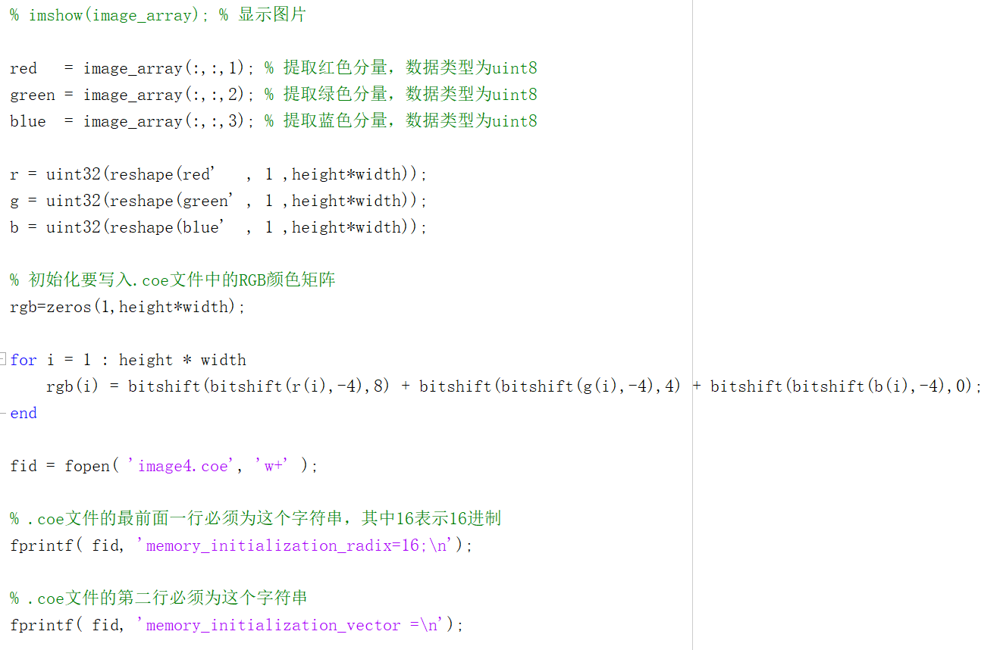 % imshow(image_array); % 显示图片
red   = image_array(:,:,1); % 提取红色分量，数据类型为uint8
green = image_array(:,:,2); % 提取绿色分量，数据类型为uint8
blue  = image_array(:,:,3); % 提取蓝色分量，数据类型为uint8
r = uint32(reshape(red'   , 1 ,height*width));
g = uint32(reshape(green' , 1 ,height*width));
b = uint32(reshape(blue'  , 1 ,height*width));
% 初始化要写入.coe文件中的RGB颜色矩阵
rgb=zeros(1,height*width);
for i = 1 : height * width
    rgb(i) = bitshift(bitshift(r(i),-4),8) + bitshift(bitshift(g(i),-4),4) + bitshift(bitshift(b(i),-4),0);
end
fid = fopen( 'image4.coe', 'w+' );
% .coe文件的最前面一行必须为这个字符串，其中16表示16进制
fprintf( fid, 'memory_initialization_radix=16;\n');
% .coe文件的第二行必须为这个字符串
fprintf( fid, 'memory_initialization_vector =\n');